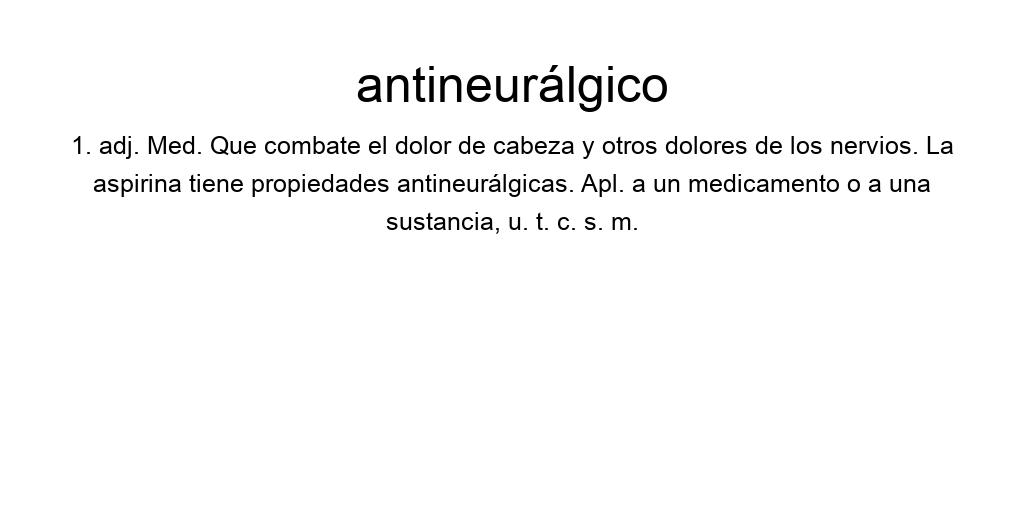 antineurálgico
1. adj. Med. Que combate el dolor de cabeza y otros dolores de los nervios. La
aspirina tiene propiedades antineurálgicas. Apl. a un medicamento o a una
sustancia, u. t. c. s. m.